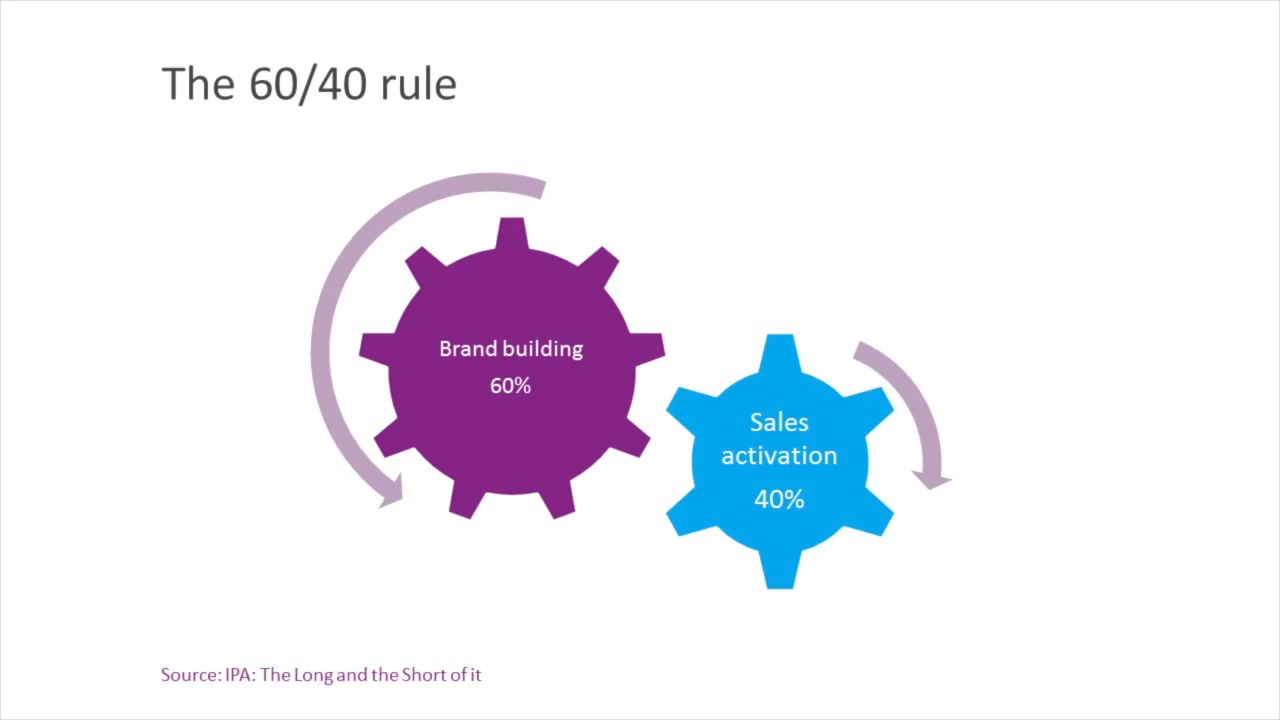 The 60/40 rule
Brand building
60%
Sales
activation
40%
Source: IPA: The Long and the Short of it